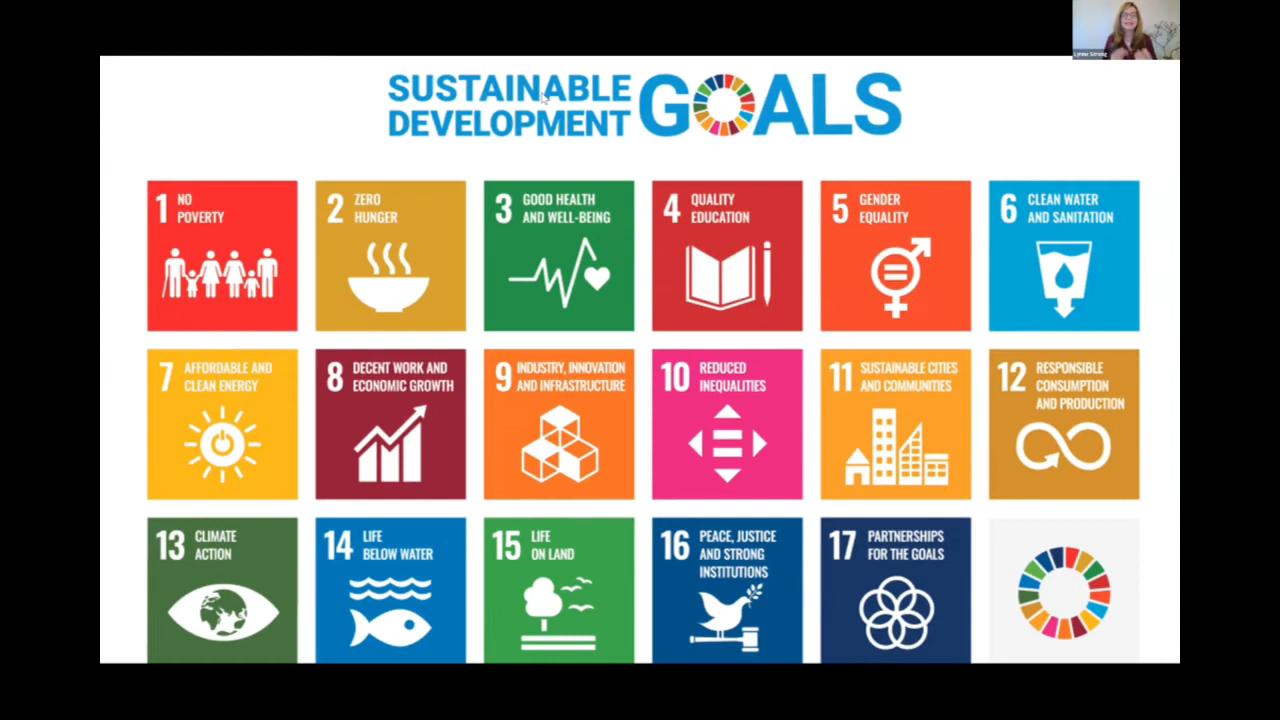 Lynne Strong
SUSTAINABLE
DEVELOPMENT
GOALS
1 NO
POVERTY
2 ZERO
HUNGER
3 GOOD HEALTH
AND WELL-BEING
4 QUALITY
EDUCATION
5 GENDER
EQUALITY
6 CLEAN WATER
AND SANITATION
7 AFFORDABLE AND
CLEAN ENERGY
8 DECENT WORK AND
ECONOMIC GROWTH
9 INDUSTRY, INNOVATION
AND INFRASTRUCTURE
10 REDUCED
INEQUALITIES
11 SUSTAINABLE CITIES
AND COMMUNITIES
12 RESPONSIBLE
CONSUMPTION
AND PRODUCTION
13 CLIMATE
ACTION
14 LIFE
BELOW WATER
15 LIFE
ON LAND
16 PEACE, JUSTICE
AND STRONG
INSTITUTIONS
17 PARTNERSHIPS
FOR THE GOALS